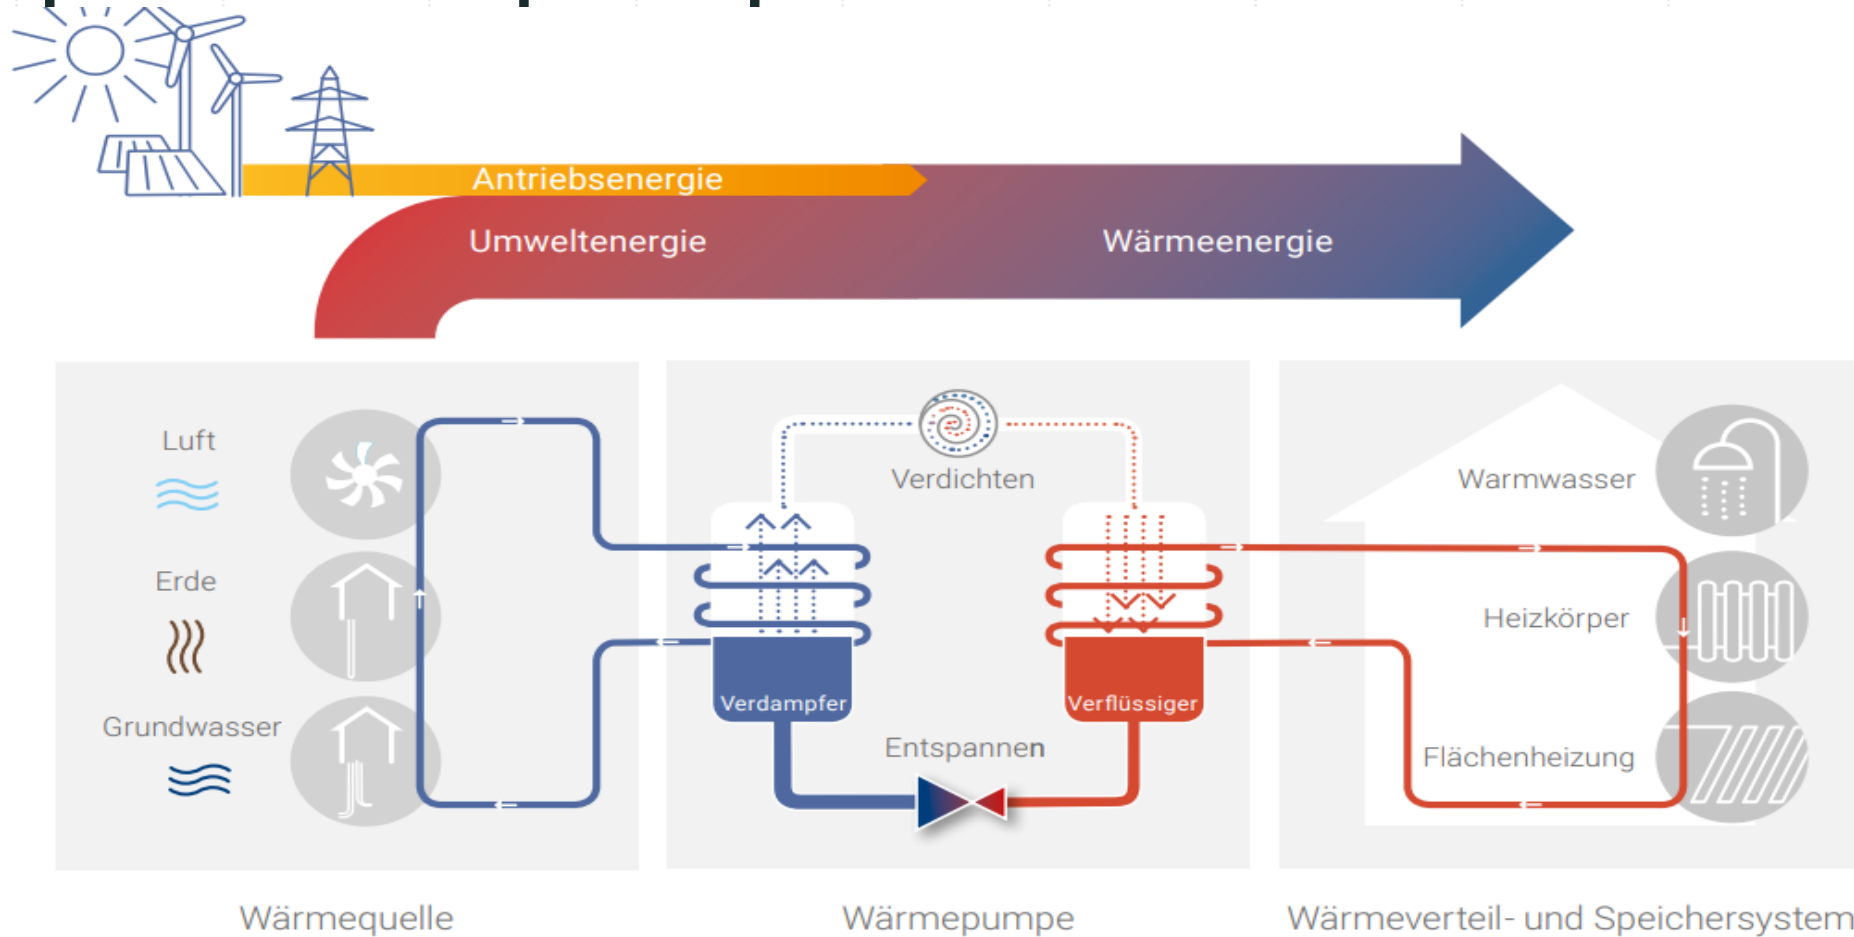 Antriebsenergie
Umweltenergie
Wärmeenergie
Luft
Erde
Grundwasser
Verdichten
Verdampfer
Verflüssiger
Entspannen
Warmwasser
Heizkörper
Flächenheizung
Wärmequelle
Wärmepumpe
Wärmeverteil- und Speichersystem